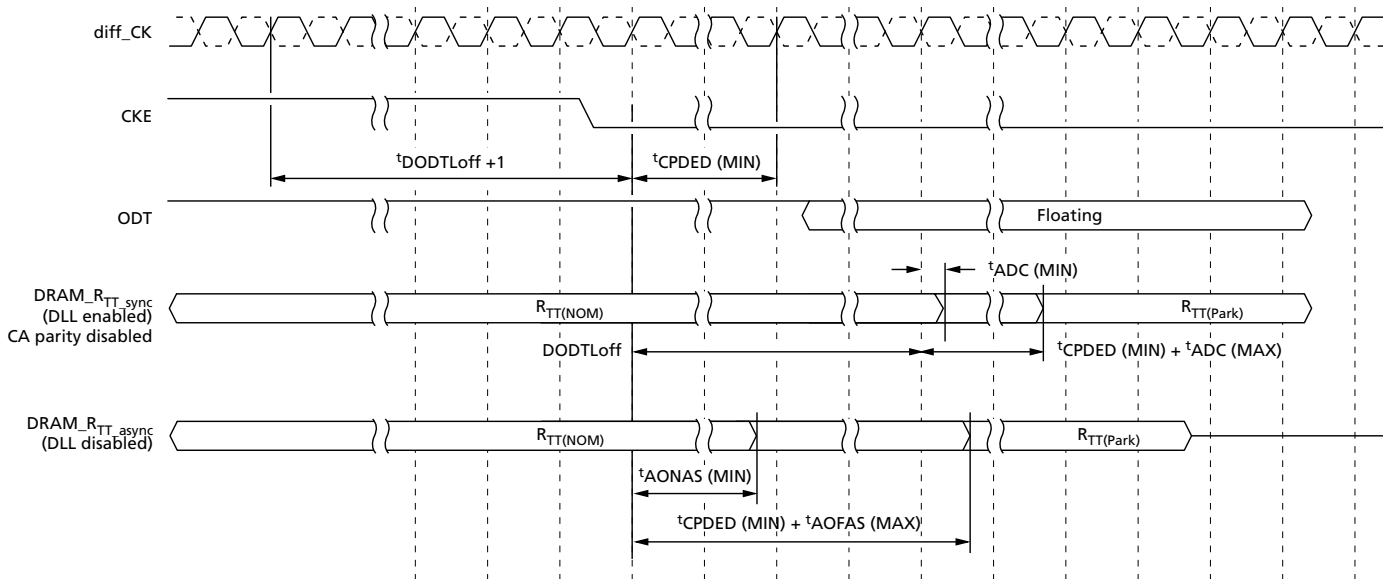 diff_CK
CKE
tDODTLoff +1
tCPDED (MIN)
ODT
Floating
tADC (MIN)
DRAM_RTT_sync
(DLL enabled)
CA parity disabled
RTT(NOM)
RTT(Park)
DODTLoff
tCPDED (MIN) + tADC (MAX)
DRAM_RTT_async
(DLL disabled)
RTT(NOM)
RTT(Park)
tAONAS (MIN)
tCPDED (MIN) + tAOFAS (MAX)